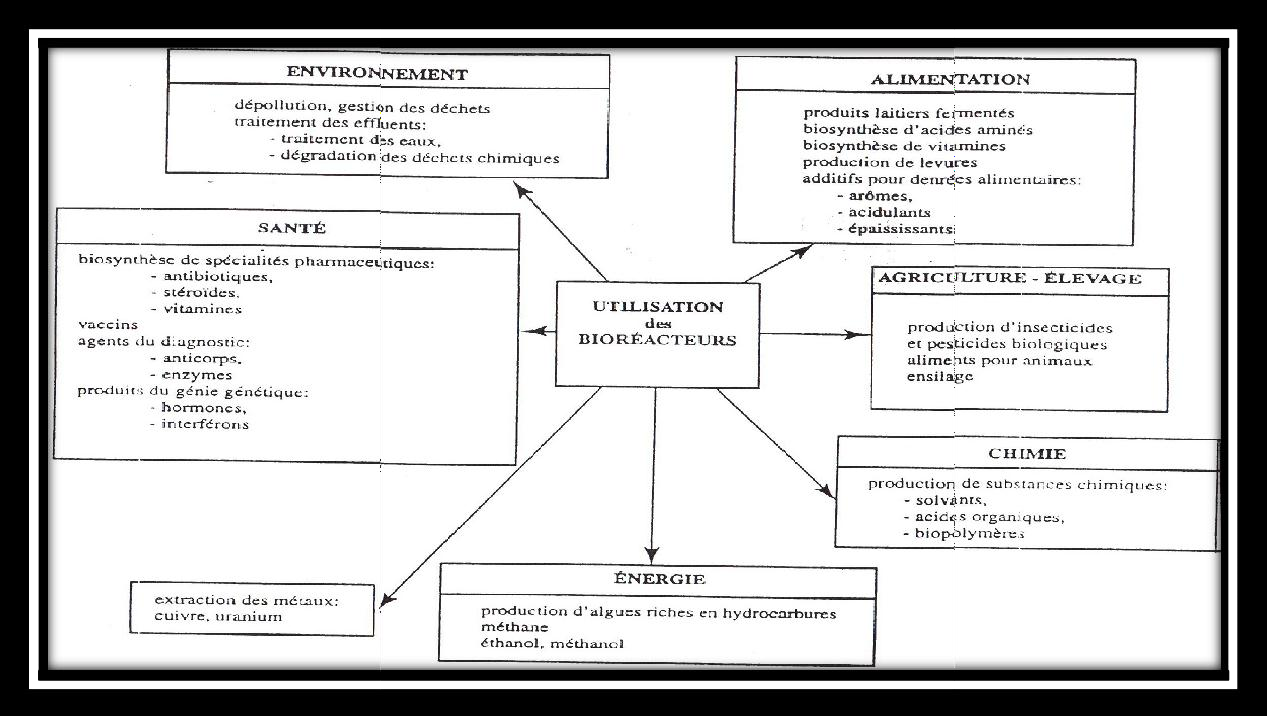 ENVIRONNEMENT
dépollution, gestion des déchets
traitement des effluents:
- traitement des eaux,
- dégradation des déchets chimiques
ALIMENTATION
produits laitiers fermentés
biosynthèse d'acides aminés
biosynthèse de vitamines
production de levures
additifs pour denrées alimentaires:
- arômes,
- acidulants
- épaississants
SANTÉ
biosynthèse de spécialités pharmaceutiques:
- antibiotiques,
- stéroïdes,
- vitamines
vaccins
agents du diagnostic:
- anticorps,
- enzymes
produits du génie génétique:
- hormones,
- interférons
UTILISATION
des
BIORÉACTEURS
AGRICULTURE - ÉLEVAGE
production d'insecticides
et pesticides biologiques
aliments pour animaux
ensilage
CHIMIE
production de substances chimiques:
- solvants,
- acides organiques,
- biopolymères
extraction des métaux:
cuivre, uranium
ÉNERGIE
production d'algues riches en hydrocarbures
méthane
éthanol, méthanol